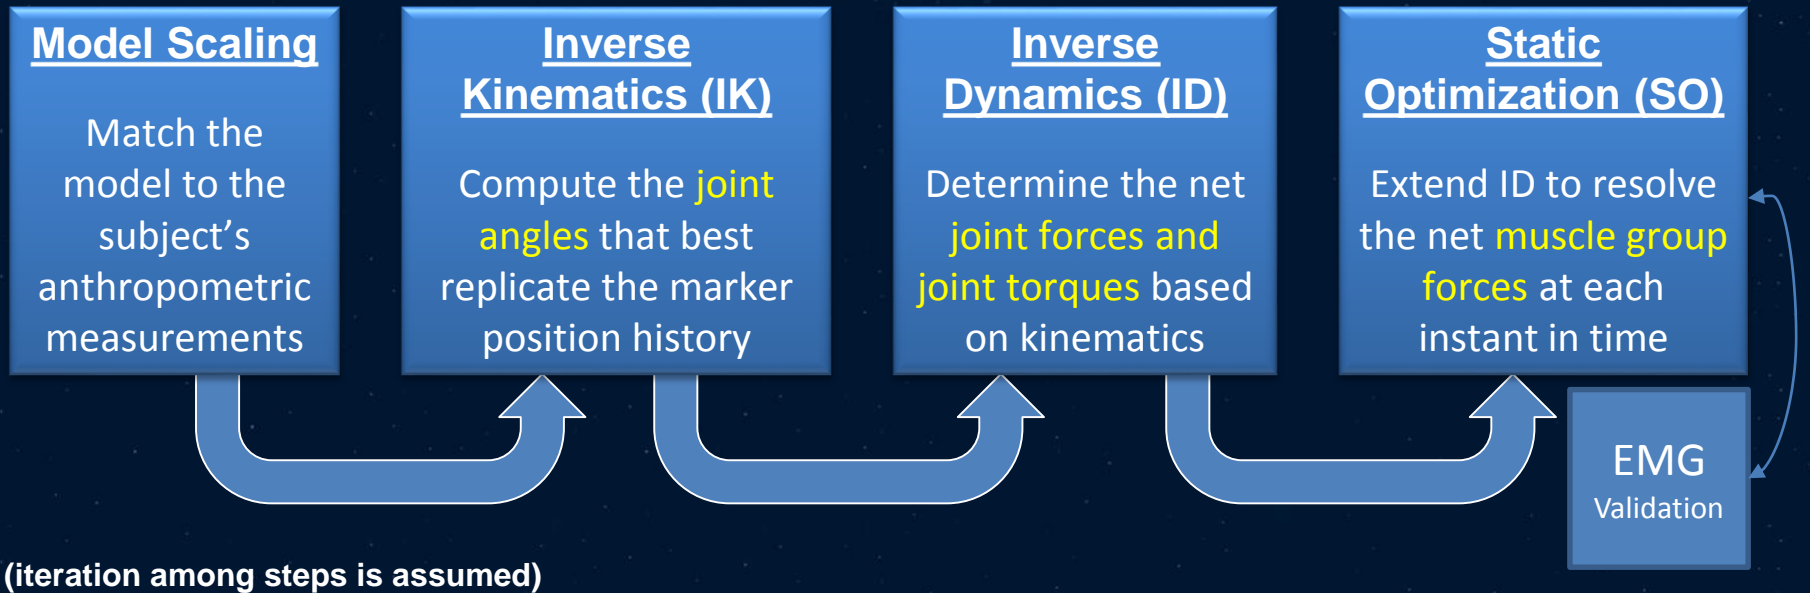 Model Scaling
Match the
model to the
subject's
anthropometric
measurements
Inverse
Kinematics (IK)
Compute the joint
angles that best
replicate the marker
position history
Inverse
Dynamics (ID)
Determine the net
joint forces and
joint torques based
on kinematics
Static
Optimization (SO)
Extend ID to resolve
the net muscle group
forces at each
instant in time
EMG
Validation
(iteration among steps is assumed)